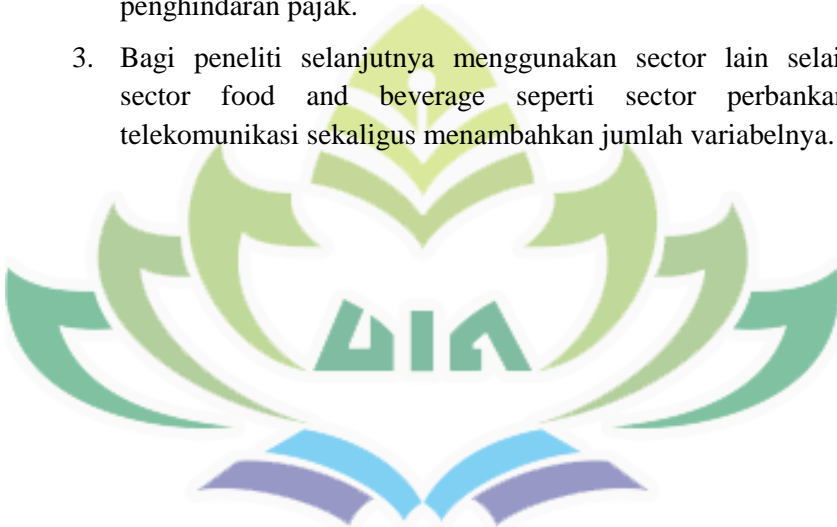 penghindaran pajak.
3. Bagi peneliti selanjutnya menggunakan sector lain selai
sector food and beverage seperti sector perbankar
telekomunikasi sekaligus menambahkan jumlah variabelnya.
UIN